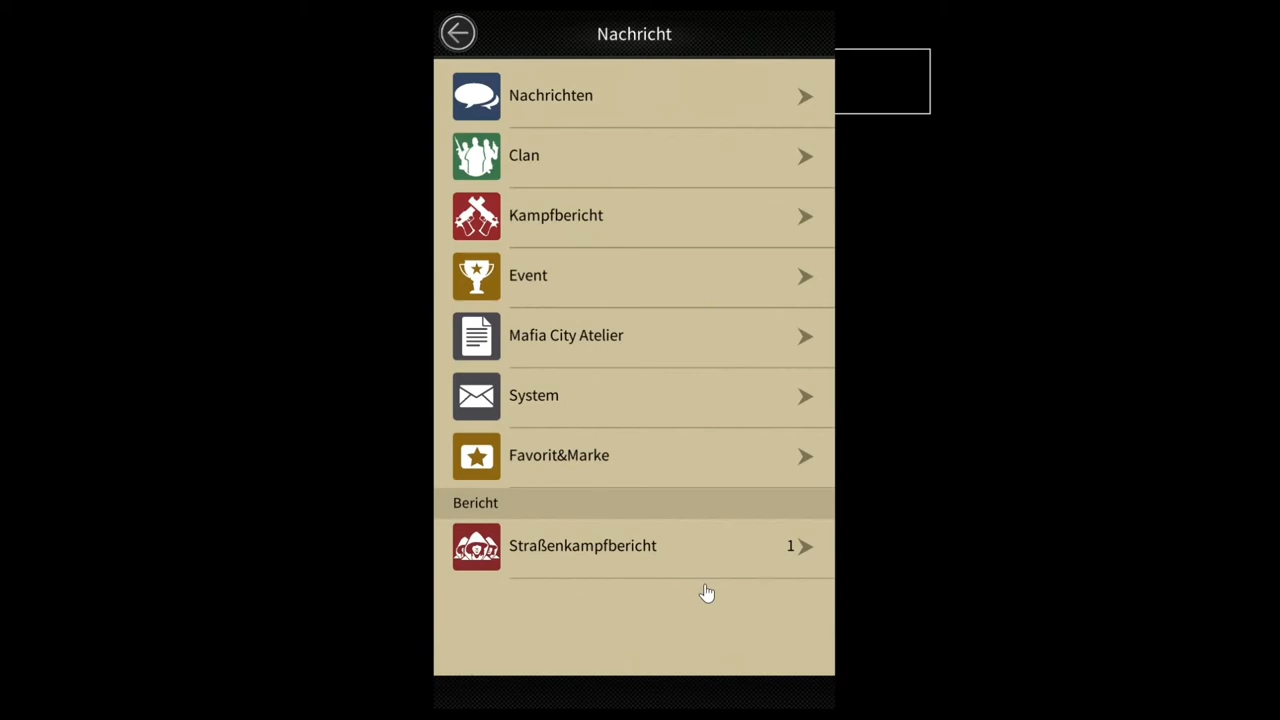 Nachricht
Nachrichten
Clan
Kampfbericht
Event
Mafia City Atelier
System
Favorit&Marke
Bericht
Straßenkampfbericht 1